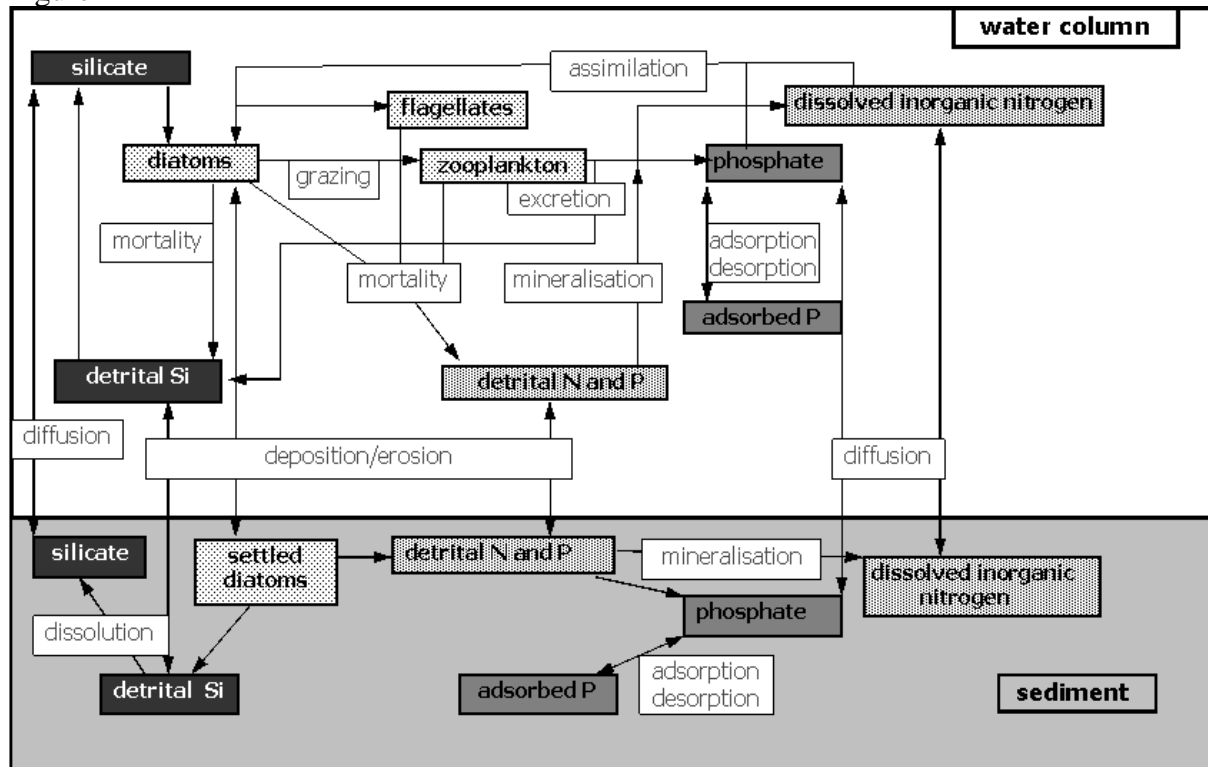 water column
silicate
assimilation
flagellates
dissolved inorganic nitrogen
diatoms
grazing
zooplankton
phosphate
excretion
mortality
adsorption
desorption
mortality
mineralisation
adsorbed P
detrital Si
detrital N and P
diffusion
deposition/erosion
diffusion
silicate
settled
diatoms
detrital N and P
mineralisation
dissolved inorganic
nitrogen
phosphate
dissolution
detrital Si
adsorbed P
adsorption
desorption
sediment